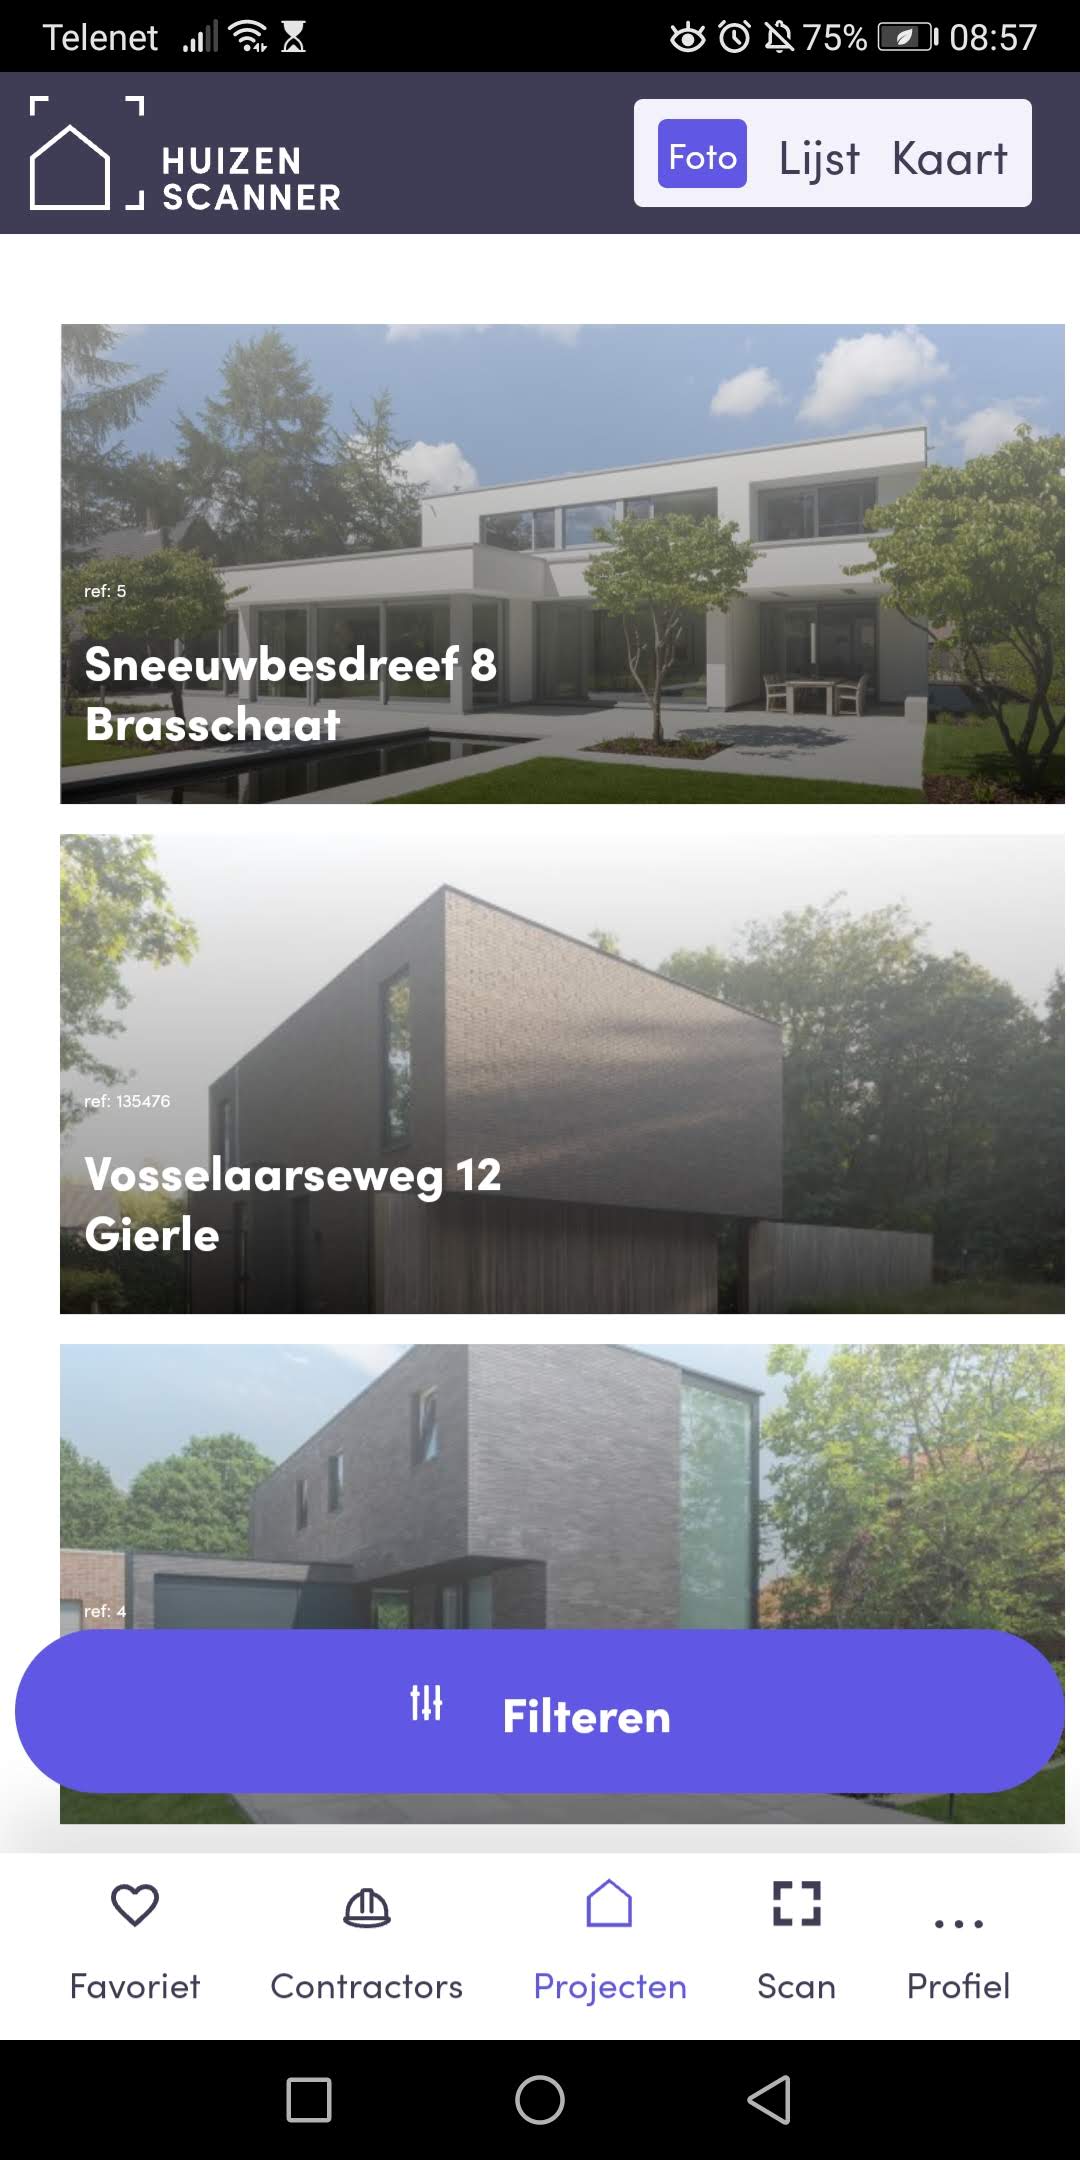 Telenet 75% 08:57
HUIZEN
SCANNER
Foto Lijst Kaart
ref: 5
Sneeuwbesdreef 8
Brasschaat
ref: 135476
Vosselaarseweg 12
Gierle
ref: 4
Filteren
Favoriet Contractors Projecten Scan Profiel